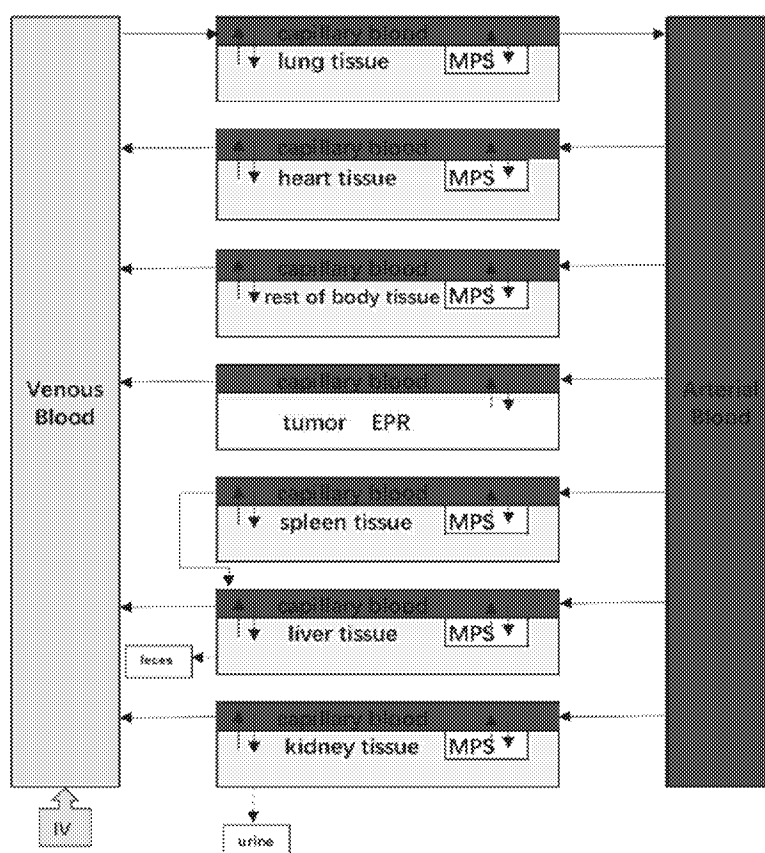 capillary blood
lung tissue MPS
capillary blood
heart tissue MPS
capillary blood
rest of body tissue MPS
Venous
Blood
capillary blood
tumor EPR
Arterial
Blood
capillary blood
spleen tissue MPS
capillary blood
liver tissue MPS
feces
capillary blood
kidney tissue MPS
IV
urine